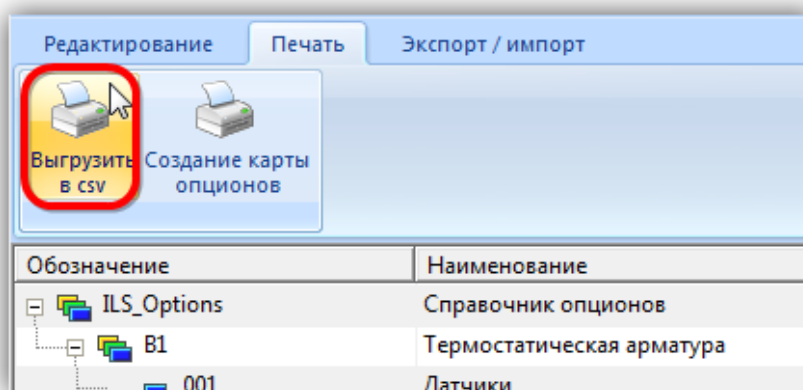 Редактирование Печать Экспорт / импорт
Выгрузить Создание карты
в csv опционов
Обозначение Наименование
ILS_Options Справочник опционов
B1 Термостатическая арматура
001 Датчики